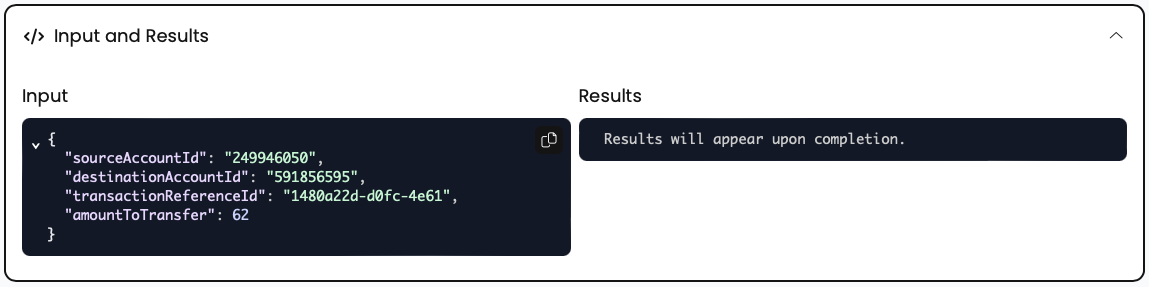 </> Input and Results
Input
{
"sourceAccountId": "249946050",
"destinationAccountId": "591856595",
"transactionReferenceId": "1480a22d-d0fc-4e61",
"amountToTransfer": 62
}
Results
Results will appear upon completion.